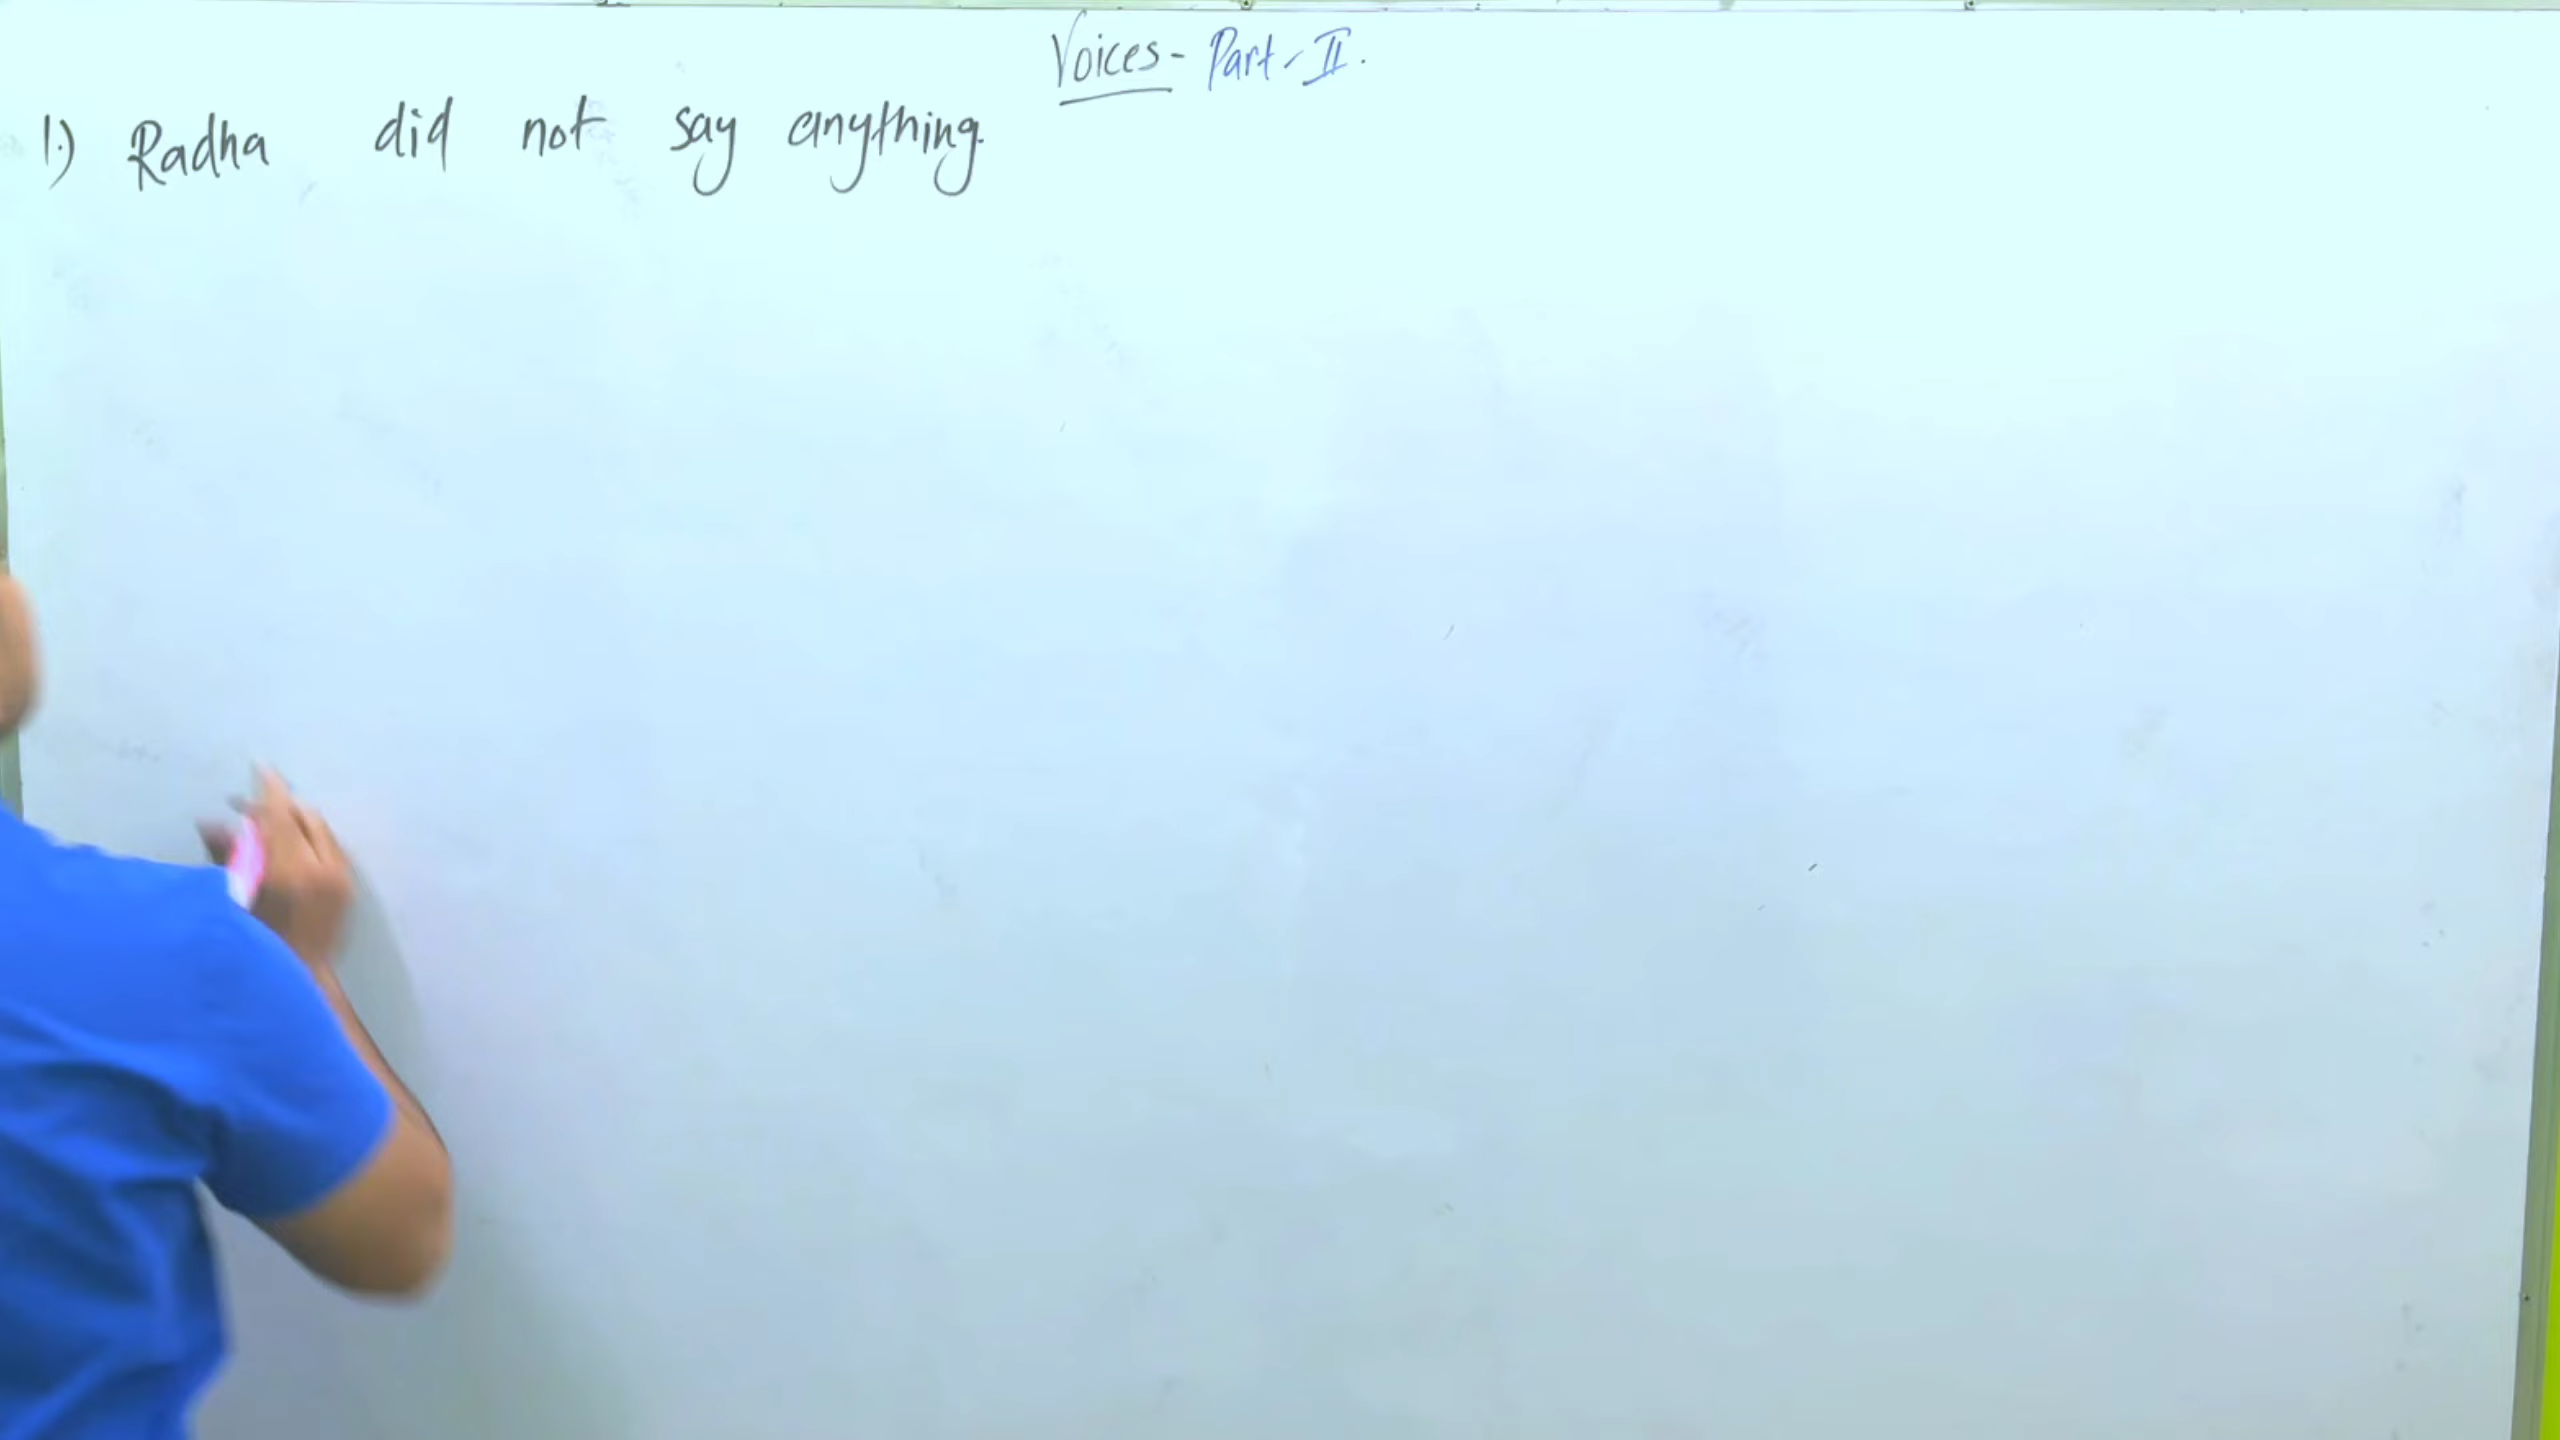 Voices - Part - II.
1.) Radha did not say anything.